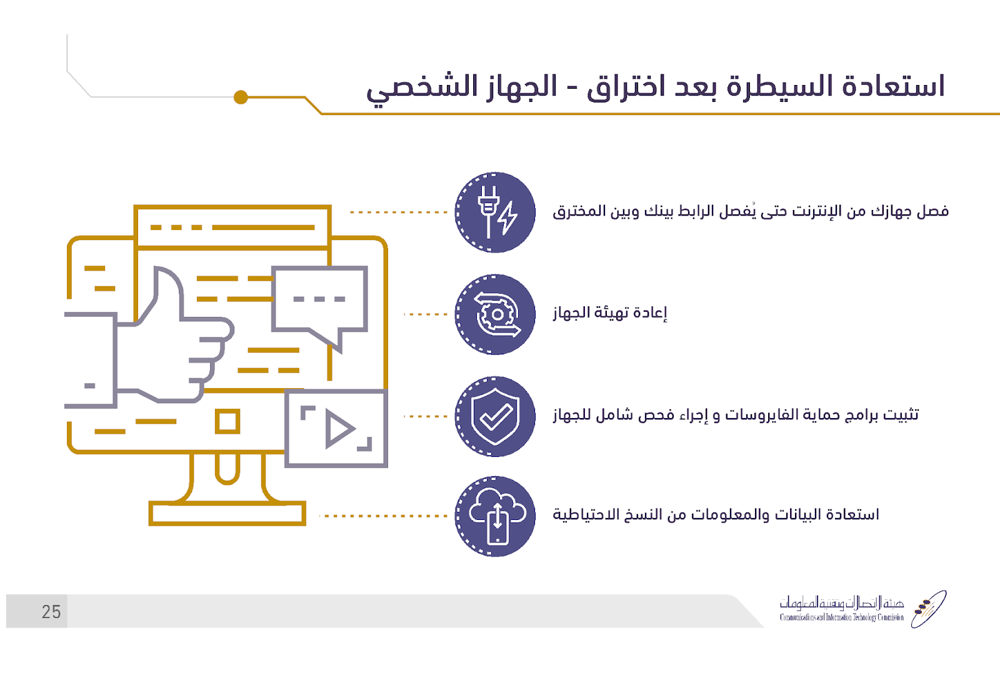 استعادة السيطرة بعد اختراق - الجهاز الشخصي
فصل جهازك من الإنترنت حتى يُفصل الرابط بينك وبين المخترق
إعادة تهيئة الجهاز
تثبيت برامج حماية الفايروسات و إجراء فحص شامل للجهاز
استعادة البيانات والمعلومات من النسخ الاحتياطية
هيئة الاتصالات وتقنية المعلومات
Communications and Information Technology Commission
25